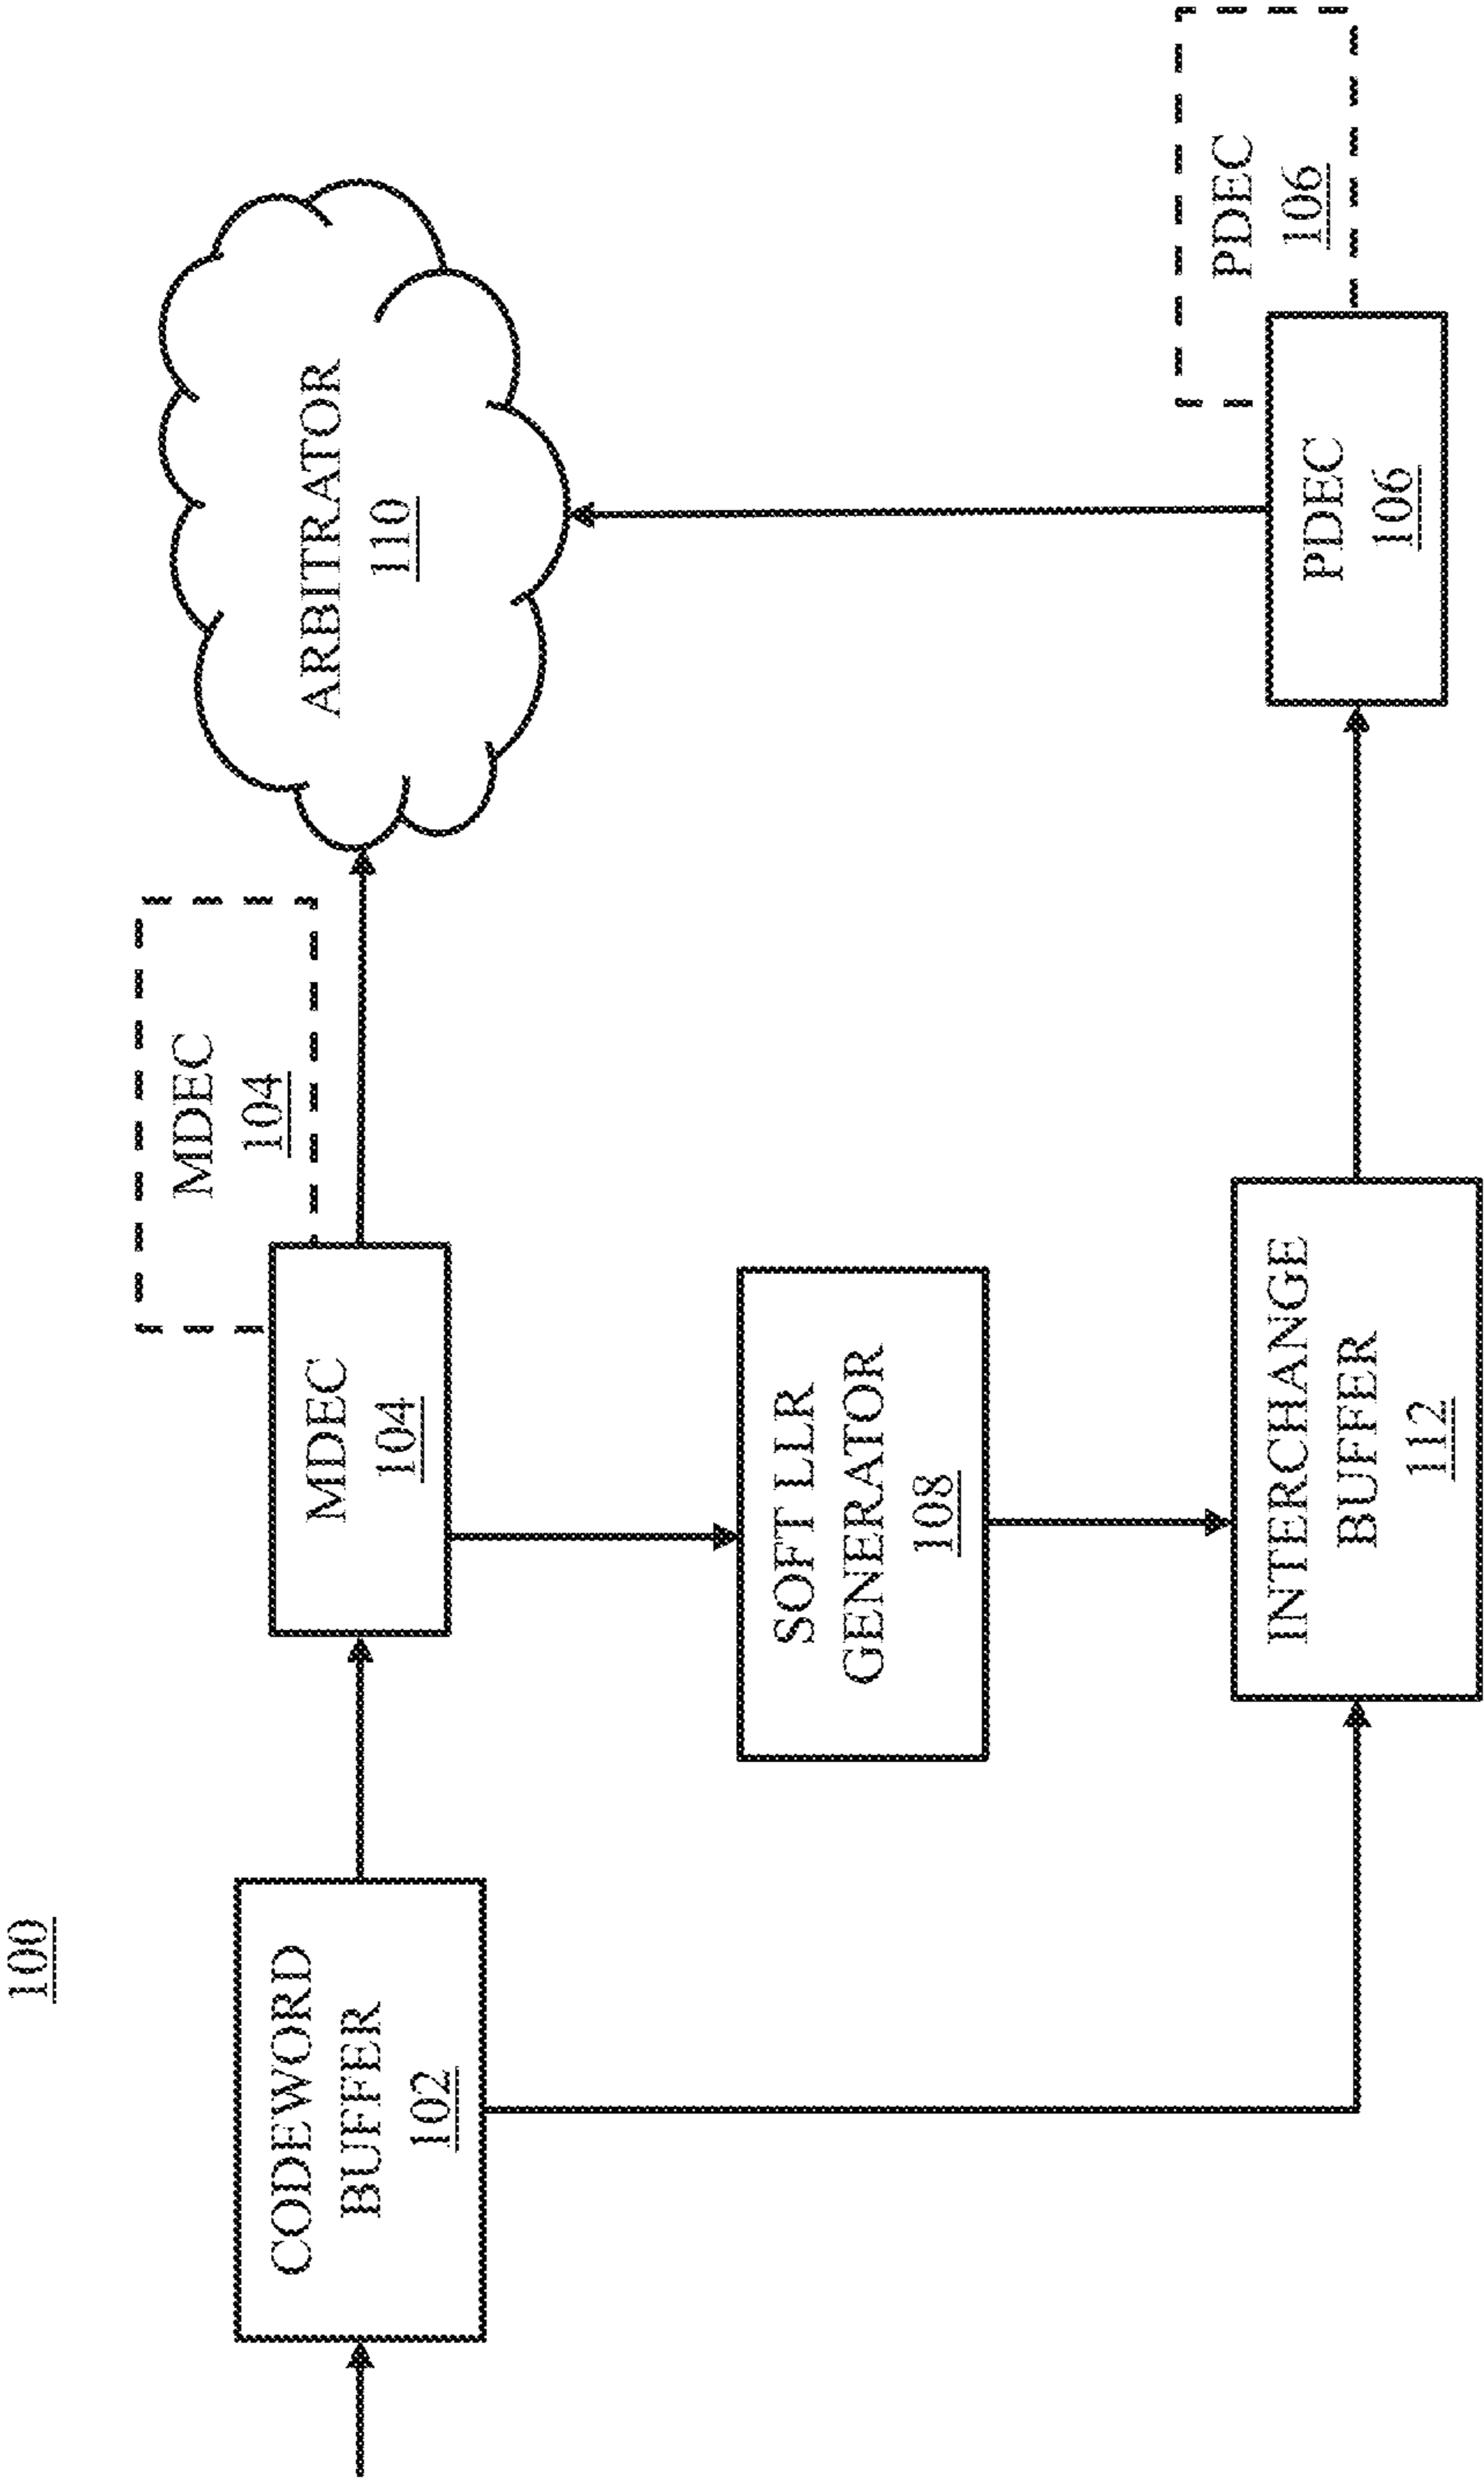 100
CODEWORD
BUFFER
102
MDEC
104
MDEC
104
ARBITRATOR
110
SOFT LLR
GENERATOR
108
INTERCHANGE
BUFFER
112
PDEC
106
PDEC
106